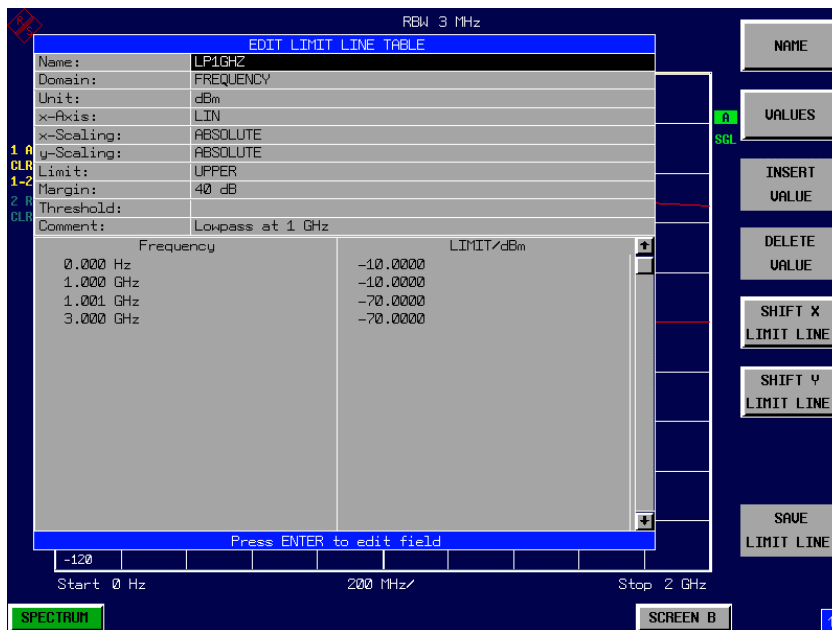 RBW 3 MHz
EDIT LIMIT LINE TABLE
Name: LP1GHZ
Domain: FREQUENCY
Unit: dBm
x-Axis: LIN
x-Scaling: ABSOLUTE
y-Scaling: ABSOLUTE
Limit: UPPER
Margin: 40 dB
Threshold:
Comment: Lowpass at 1 GHz
Frequency LIMIT/dBm
0.000 Hz -10.0000
1.000 GHz -10.0000
1.001 GHz -70.0000
3.000 GHz -70.0000
Press ENTER to edit field
1 A
CLR
1-2
2 R
CLR
-120
Start 0 Hz 200 MHz/ Stop 2 GHz
SPECTRUM SCREEN B
A
SGL
NAME
VALUES
INSERT
VALUE
DELETE
VALUE
SHIFT X
LIMIT LINE
SHIFT Y
LIMIT LINE
SAVE
LIMIT LINE